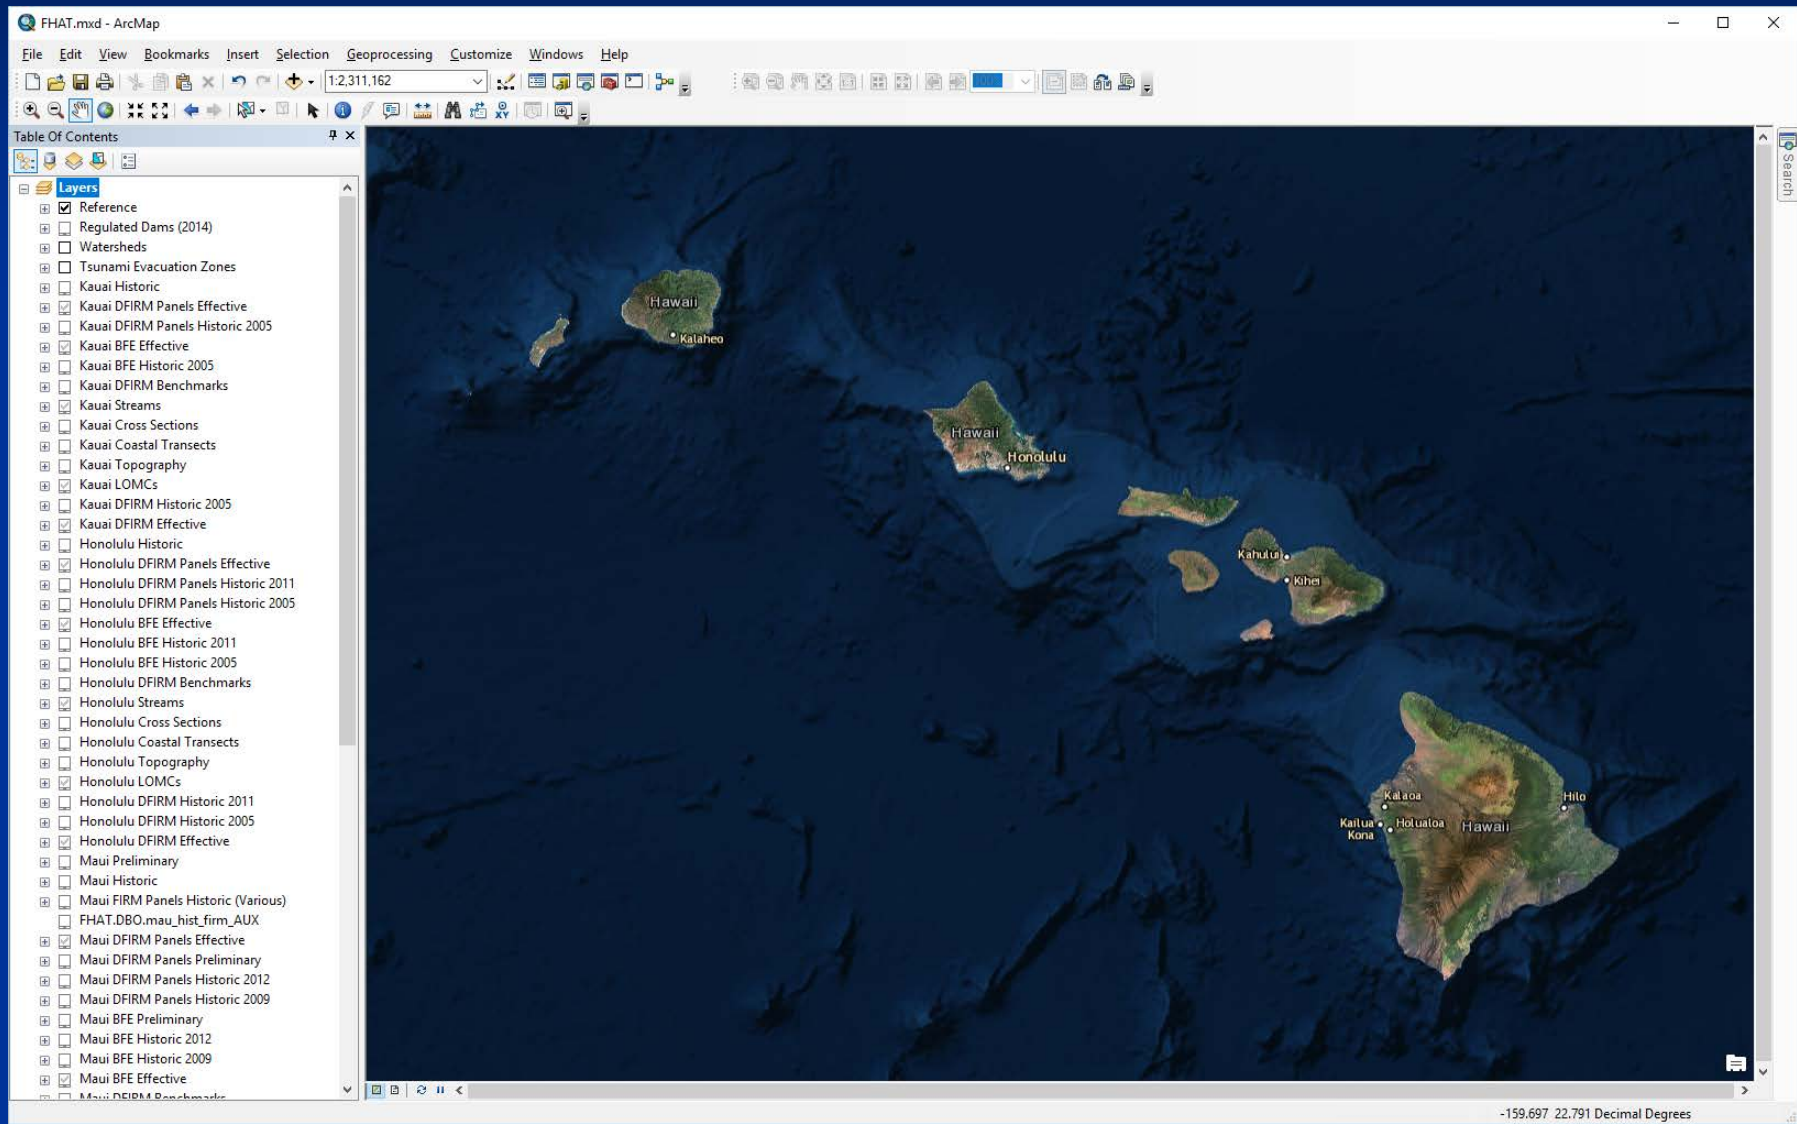 FHAT.mxd - ArcMap
File Edit View Bookmarks Insert Selection Geoprocessing Customize Windows Help
1:2,311,162
Table Of Contents
Layers
Reference
Regulated Dams (2014)
Watersheds
Tsunami Evacuation Zones
Kauai Historic
Kauai DFIRM Panels Effective
Kauai DFIRM Panels Historic 2005
Kauai BFE Effective
Kauai BFE Historic 2005
Kauai DFIRM Benchmarks
Kauai Streams
Kauai Cross Sections
Kauai Coastal Transects
Kauai Topography
Kauai LOMCs
Kauai DFIRM Historic 2005
Kauai DFIRM Effective
Honolulu Historic
Honolulu DFIRM Panels Effective
Honolulu DFIRM Panels Historic 2011
Honolulu DFIRM Panels Historic 2005
Honolulu BFE Effective
Honolulu BFE Historic 2011
Honolulu BFE Historic 2005
Honolulu DFIRM Benchmarks
Honolulu Streams
Honolulu Cross Sections
Honolulu Coastal Transects
Honolulu Topography
Honolulu LOMCs
Honolulu DFIRM Historic 2011
Honolulu DFIRM Historic 2005
Honolulu DFIRM Effective
Maui Preliminary
Maui Historic
Maui FIRM Panels Historic (Various)
FHAT.DBO.mau_hist_firm_AUX
Maui DFIRM Panels Effective
Maui DFIRM Panels Preliminary
Maui DFIRM Panels Historic 2012
Maui DFIRM Panels Historic 2009
Maui BFE Preliminary
Maui BFE Historic 2012
Maui BFE Historic 2009
Maui BFE Effective
Maui DFIRM Benchmarks
Hawaii
Kalaheo
Hawaii
Honolulu
Kahului
Kihei
Kalaoa
Hilo
Kailua
Kona
Holualoa
Hawaii
Search
XY
-159.697 22.791 Decimal Degrees